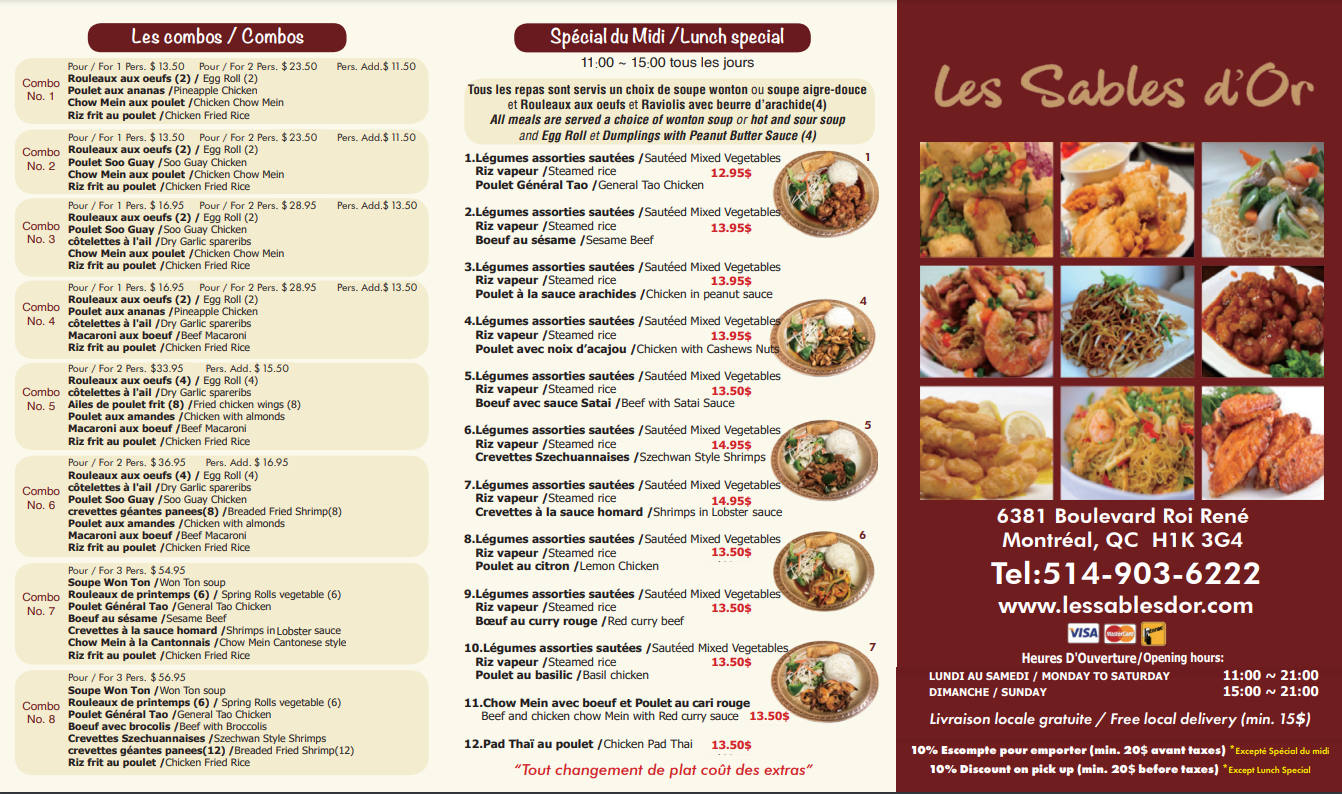 Les combos / Combos
Combo
No. 1
Pour / For 1 Pers. $ 13.50 Pour / For 2 Pers. $ 23.50 Pers. Add.$ 11.50
Rouleaux aux oeufs (2) / Egg Roll (2)
Poulet aux ananas /Pineapple Chicken
Chow Mein aux poulet /Chicken Chow Mein
Riz frit au poulet /Chicken Fried Rice
Combo
No. 2
Pour / For 1 Pers. $ 13.50 Pour / For 2 Pers. $ 23.50 Pers. Add.$ 11.50
Rouleaux aux oeufs (2) / Egg Roll (2)
Poulet Soo Guay /Soo Guay Chicken
Chow Mein aux poulet /Chicken Chow Mein
Riz frit au poulet /Chicken Fried Rice
Combo
No. 3
Pour / For 1 Pers. $ 16.95 Pour / For 2 Pers. $ 28.95 Pers. Add.$ 13.50
Rouleaux aux oeufs (2) / Egg Roll (2)
Poulet Soo Guay /Soo Guay Chicken
côtelettes à l'ail /Dry Garlic spareribs
Chow Mein aux poulet /Chicken Chow Mein
Riz frit au poulet /Chicken Fried Rice
Combo
No. 4
Pour / For 1 Pers. $ 16.95 Pour / For 2 Pers. $ 28.95 Pers. Add.$ 13.50
Rouleaux aux oeufs (2) / Egg Roll (2)
Poulet aux ananas /Pineapple Chicken
côtelettes à l'ail /Dry Garlic spareribs
Macaroni aux boeuf /Beef Macaroni
Riz frit au poulet /Chicken Fried Rice
Combo
No. 5
Pour / For 2 Pers. $33.95 Pers. Add. $ 15.50
Rouleaux aux oeufs (4) / Egg Roll (4)
côtelettes à l'ail /Dry Garlic spareribs
Ailes de poulet frit (8) /Fried chicken wings (8)
Poulet aux amandes /Chicken with almonds
Macaroni aux boeuf /Beef Macaroni
Riz frit au poulet /Chicken Fried Rice
Combo
No. 6
Pour / For 2 Pers. $ 36.95 Pers. Add. $ 16.95
Rouleaux aux oeufs (4) / Egg Roll (4)
côtelettes à l'ail /Dry Garlic spareribs
Poulet Soo Guay /Soo Guay Chicken
crevettes géantes panees(8) /Breaded Fried Shrimp(8)
Poulet aux amandes /Chicken with almonds
Macaroni aux boeuf /Beef Macaroni
Riz frit au poulet /Chicken Fried Rice
Combo
No. 7
Pour / For 3 Pers. $ 54.95
Soupe Won Ton /Won Ton soup
Rouleaux de printemps (6) / Spring Rolls vegetable (6)
Poulet Général Tao /General Tao Chicken
Boeuf au sésame /Sesame Beef
Crevettes à la sauce homard /Shrimps in Lobster sauce
Chow Mein à la Cantonnais /Chow Mein Cantonese style
Riz frit au poulet /Chicken Fried Rice
Combo
No. 8
Pour / For 3 Pers. $ 56.95
Soupe Won Ton /Won Ton soup
Rouleaux de printemps (6) / Spring Rolls vegetable (6)
Poulet Général Tao /General Tao Chicken
Boeuf avec brocolis /Beef with Broccolis
Crevettes Szechuannaises /Szechwan Style Shrimps
crevettes géantes panees(12) /Breaded Fried Shrimp(12)
Riz frit au poulet /Chicken Fried Rice
Spécial du Midi /Lunch special
11:00 ~ 15:00 tous les jours
Tous les repas sont servis un choix de soupe wonton ou soupe aigre-douce
et Rouleaux aux oeufs et Raviolis avec beurre d'arachide(4)
All meals are served a choice of wonton soup or hot and sour soup
and Egg Roll et Dumplings with Peanut Butter Sauce (4)
1.Légumes assorties sautées /Sautéed Mixed Vegetables 1
Riz vapeur /Steamed rice 12.95$
Poulet Général Tao /General Tao Chicken
2.Légumes assorties sautées /Sautéed Mixed Vegetables
Riz vapeur /Steamed rice 13.95$
Boeuf au sésame /Sesame Beef
3.Légumes assorties sautées /Sautéed Mixed Vegetables
Riz vapeur /Steamed rice 13.95$
Poulet à la sauce arachides /Chicken in peanut sauce
4
4.Légumes assorties sautées /Sautéed Mixed Vegetables
Riz vapeur /Steamed rice 13.95$
Poulet avec noix d'acajou /Chicken with Cashews Nuts
5.Légumes assorties sautées /Sautéed Mixed Vegetables
Riz vapeur /Steamed rice 13.50$
Boeuf avec sauce Satai /Beef with Satai Sauce
5
6.Légumes assorties sautées /Sautéed Mixed Vegetables
Riz vapeur /Steamed rice 14.95$
Crevettes Szechuannaises /Szechwan Style Shrimps
7.Légumes assorties sautées /Sautéed Mixed Vegetables
Riz vapeur /Steamed rice 14.95$
Crevettes à la sauce homard /Shrimps in Lobster sauce
6
8.Légumes assorties sautées /Sautéed Mixed Vegetables
Riz vapeur /Steamed rice 13.50$
Poulet au citron /Lemon Chicken
9.Légumes assorties sautées /Sautéed Mixed Vegetables
Riz vapeur /Steamed rice 13.50$
Bœuf au curry rouge /Red curry beef
10.Légumes assorties sautées /Sautéed Mixed Vegetables 7
Riz vapeur /Steamed rice 13.50$
Poulet au basilic /Basil chicken
11.Chow Mein avec boeuf et Poulet au cari rouge
Beef and chicken chow Mein with Red curry sauce 13.50$
12.Pad Thaï au poulet /Chicken Pad Thai 13.50$
"Tout changement de plat coût des extras"
Les Sables d'Or
6381 Boulevard Roi René
Montréal, QC H1K 3G4
Tel:514-903-6222
www.lessablesdor.com
VISA MasterCard Interac
Heures D'Ouverture/Opening hours:
LUNDI AU SAMEDI / MONDAY TO SATURDAY 11:00 ~ 21:00
DIMANCHE / SUNDAY 15:00 ~ 21:00
Livraison locale gratuite / Free local delivery (min. 15$)
10% Escompte pour emporter (min. 20$ avant taxes) *Excepté Spécial du midi
10% Discount on pick up (min. 20$ before taxes) *Except Lunch Special